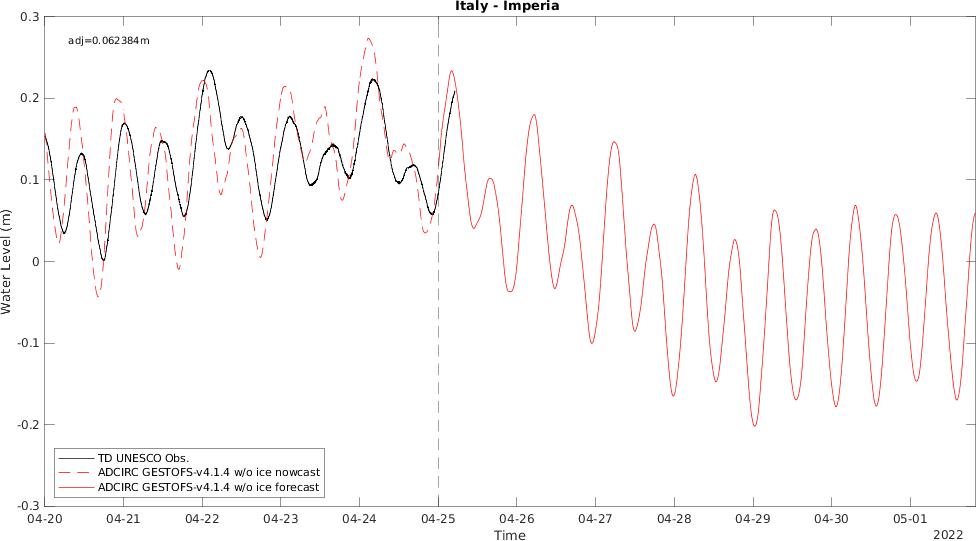 Italy - Imperia
adj=0.062384m
Water Level (m)
0.3
0.2
0.1
0
-0.1
-0.2
-0.3
TD UNESCO Obs.
ADCIRC GESTOFS-v4.1.4 w/o ice nowcast
ADCIRC GESTOFS-v4.1.4 w/o ice forecast
04-20 04-21 04-22 04-23 04-24 04-25 04-26 04-27 04-28 04-29 04-30 05-01
Time
2022